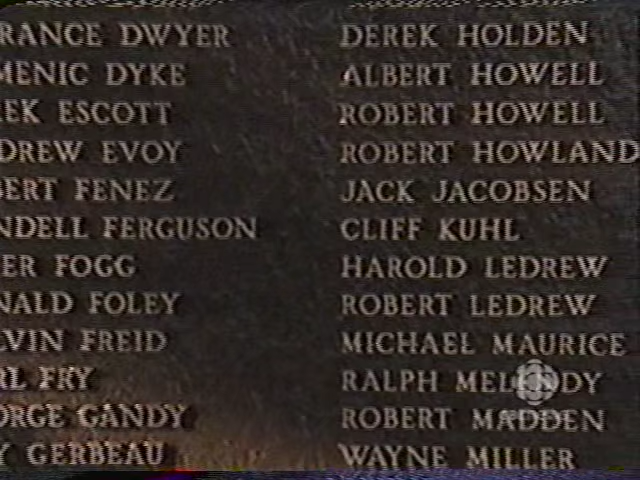 RANCE DWYER
MENIC DYKE
EK ESCOTT
DREW EVOY
BERT FENEZ
NDELL FERGUSON
ER FOGG
NALD FOLEY
VIN FREID
RL FRY
ORGE GANDY
Y GERBEAU
DEREK HOLDEN
ALBERT HOWELL
ROBERT HOWELL
ROBERT HOWLAND
JACK JACOBSEN
CLIFF KUHL
HAROLD LEDREW
ROBERT LEDREW
MICHAEL MAURICE
RALPH MELENDY
ROBERT MADDEN
WAYNE MILLER